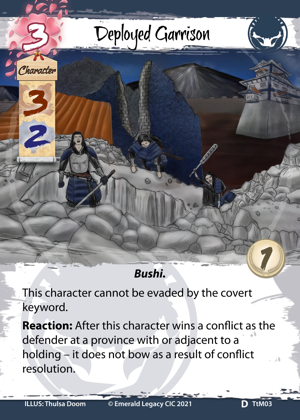 3
Deployed Garrison
Character
3
2
1
Bushi.
This character cannot be evaded by the covert
keyword.
Reaction: After this character wins a conflict as the
defender at a province with or adjacent to a
holding – it does not bow as a result of conflict
resolution.
ILLUS: Thulsa Doom © Emerald Legacy CIC 2021 D TtM03